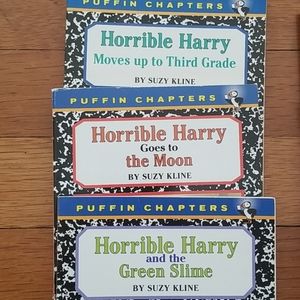 PUFFIN CHAPTERS
Horrible Harry
Moves up to Third Grade
BY SUZY KLINE
PUFFIN CHAPTERS
Horrible Harry
Goes to
the Moon
BY SUZY KLINE
PUFFIN CHAPTERS
Horrible Harry
and the
Green Slime
BY SUZY KLINE